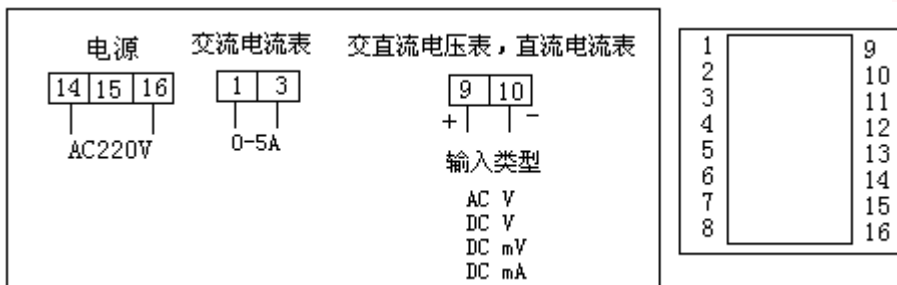 电源
14 15 16
AC220V
交流电流表
1 3
0-5A
交直流电压表，直流电流表
9 10
+ -
输入类型
AC V
DC V
DC mV
DC mA
1 9
2 10
3 11
4 12
5 13
6 14
7 15
8 16